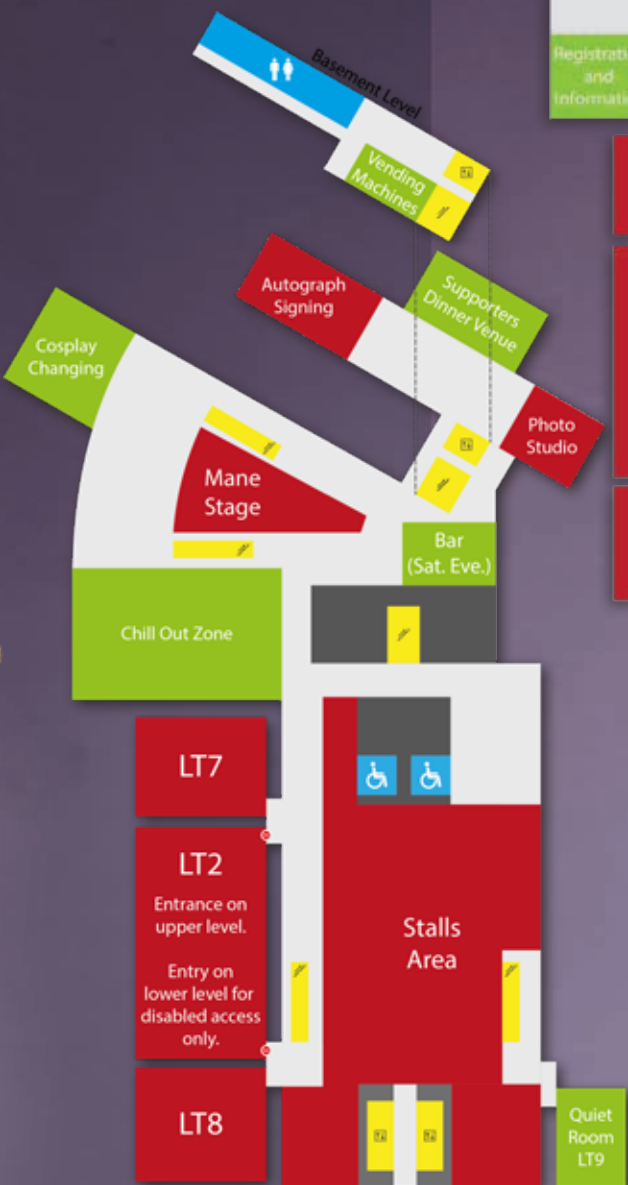 Basement Level
Registrati
and
Informati
Vending
Machines
Autograph
Signing
Supporters
Dinner Venue
Cosplay
Changing
Photo
Studio
Mane
Stage
Bar
(Sat. Eve.)
Chill Out Zone
LT7
LT2
Entrance on
upper level.
Entry on
lower level for
disabled access
only.
Stalls
Area
LT8
Quiet
Room
LT9